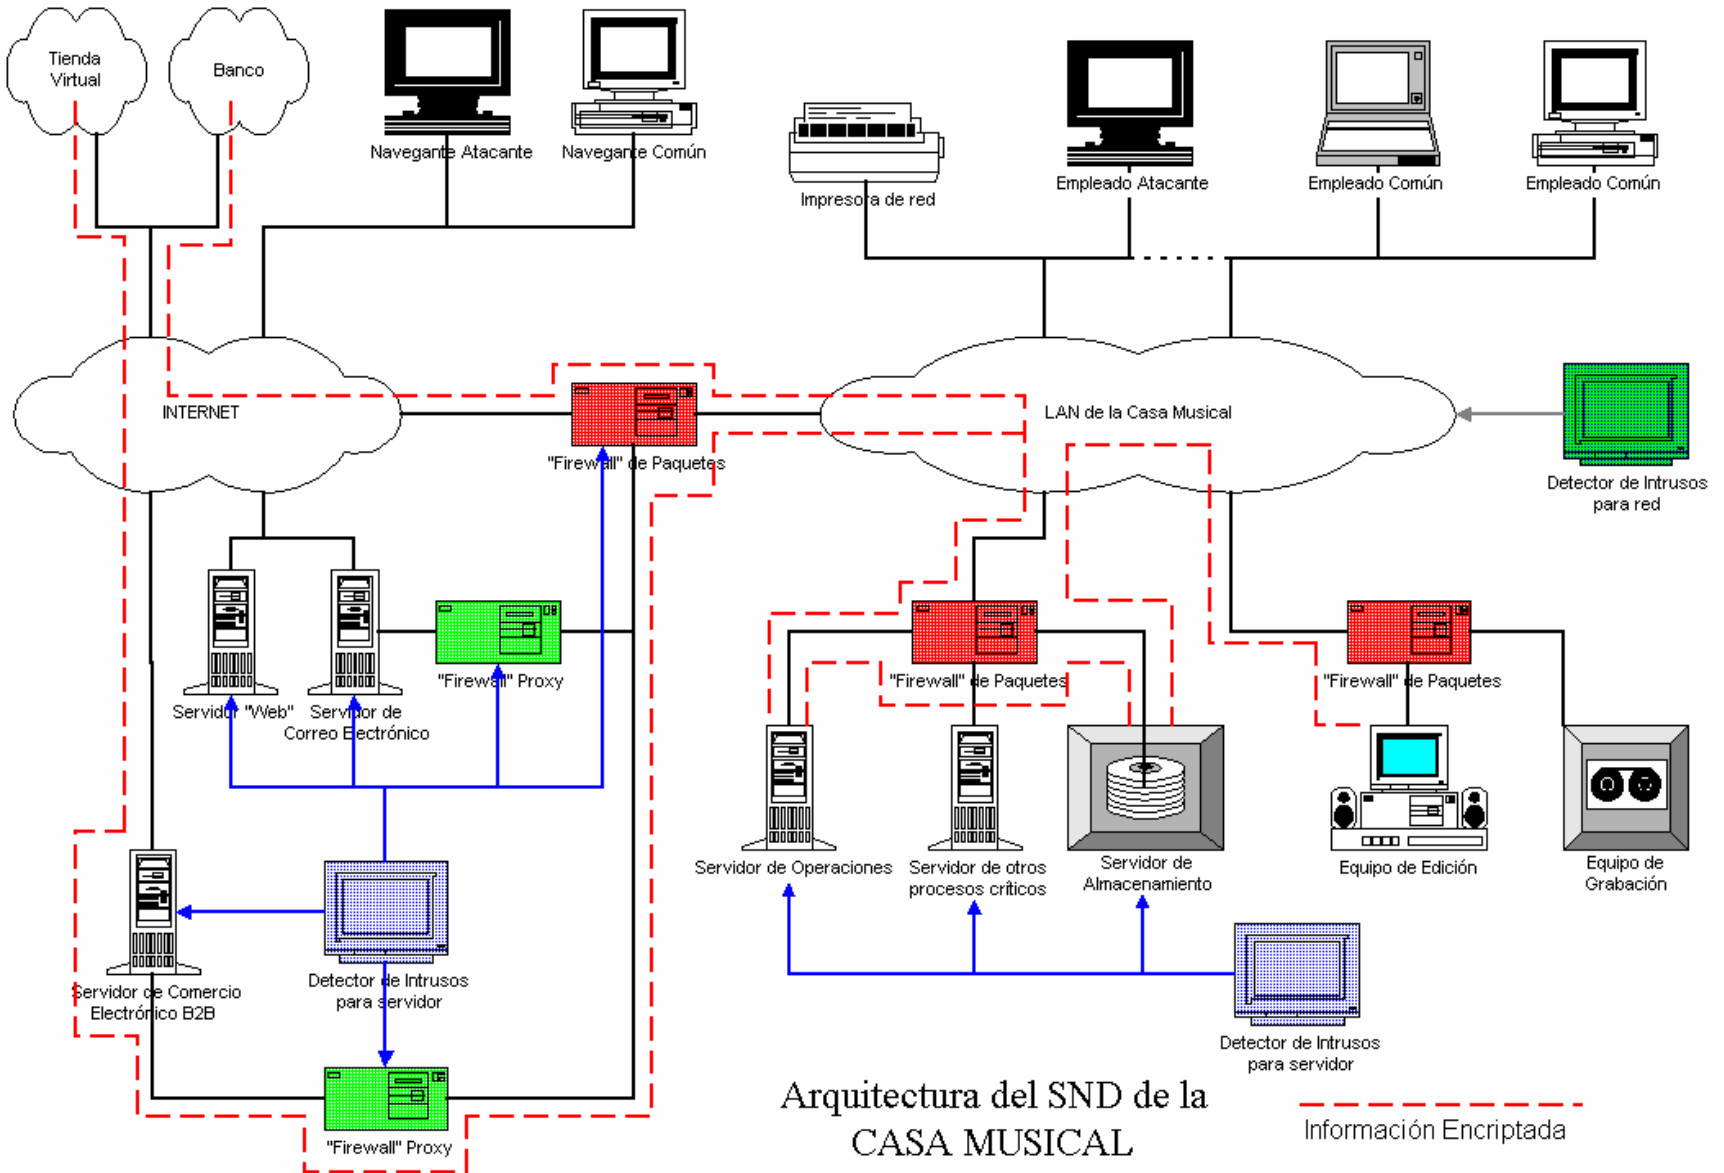 Tienda
Virtual
Banco
Navegante Atacante
Navegante Común
Impresora de red
Empleado Atacante
Empleado Común
Empleado Común
INTERNET
"Firewall" de Paquetes
LAN de la Casa Musical
Detector de Intrusos
para red
Servidor "Web"
Servidor de
Correo Electrónico
"Firewall" Proxy
"Firewall" de Paquetes
"Firewall" de Paquetes
Servidor de Operaciones
Servidor de otros
procesos críticos
Servidor de
Almacenamiento
Equipo de Edición
Equipo de
Grabación
Servidor de Comercio
Electrónico B2B
Detector de Intrusos
para servidor
Detector de Intrusos
para servidor
"Firewall" Proxy
Arquitectura del SND de la
CASA MUSICAL
Información Encriptada